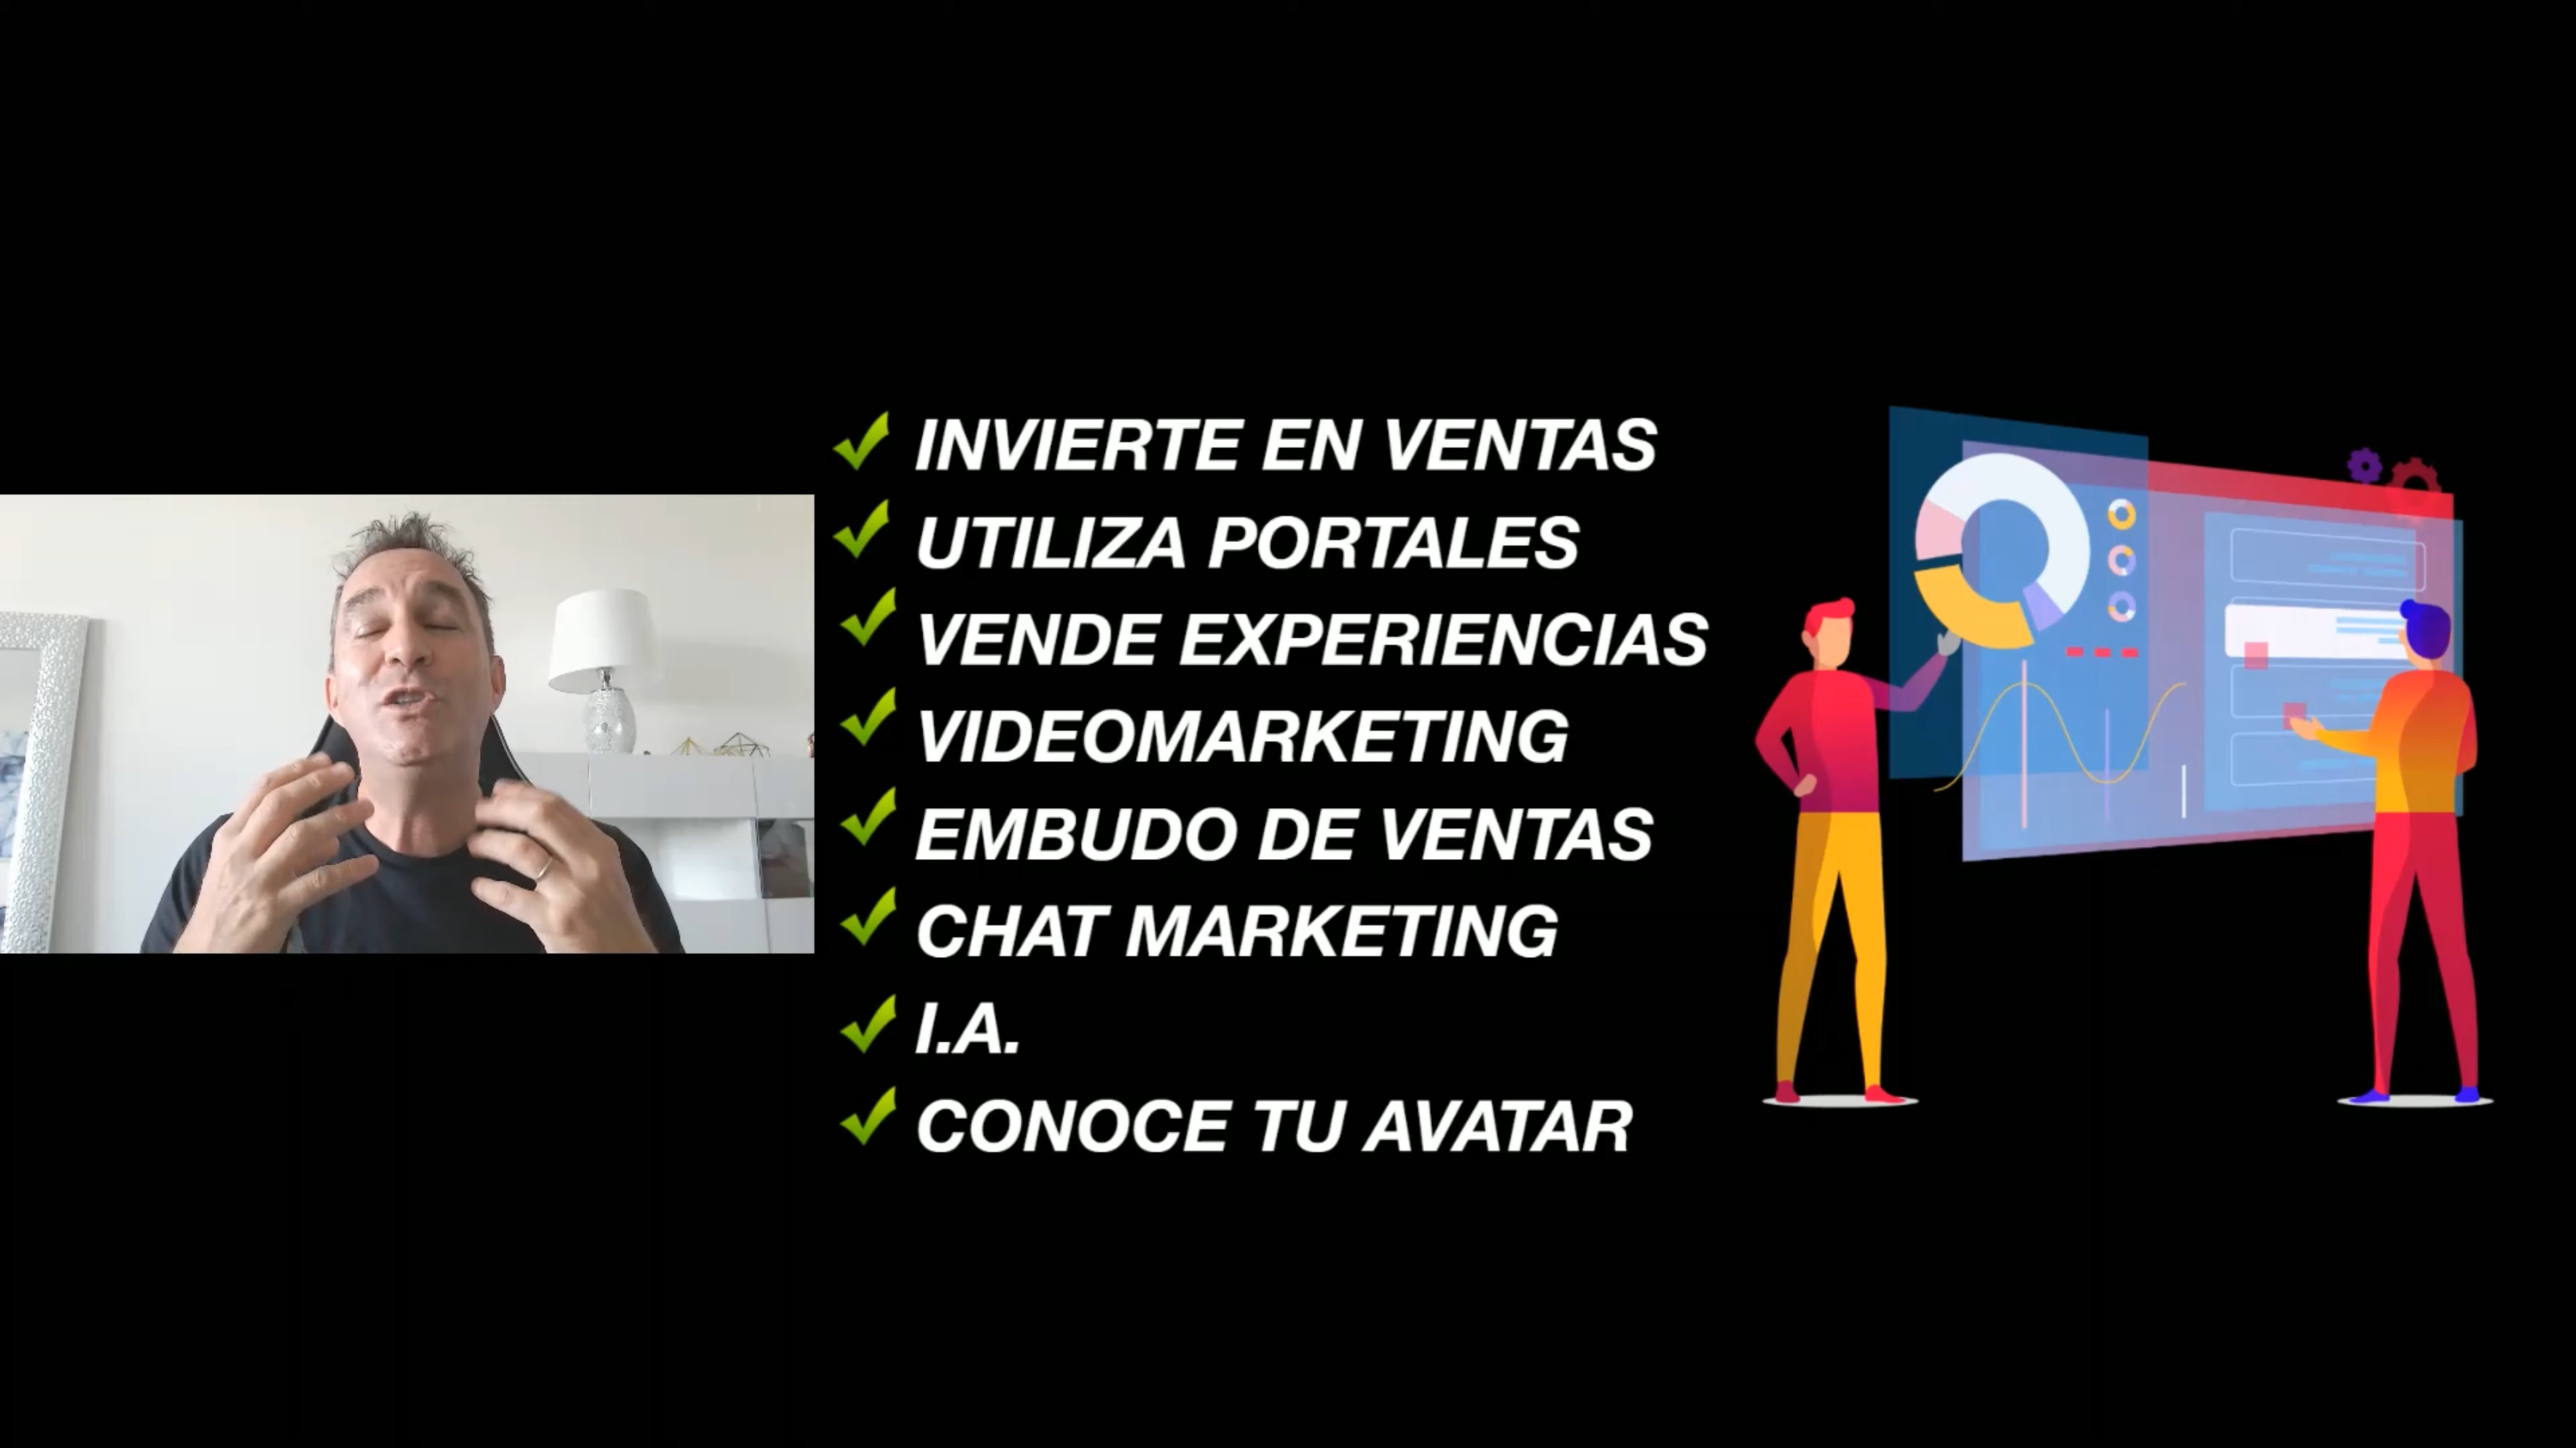 INVIERTE EN VENTAS
UTILIZA PORTALES
VENDE EXPERIENCIAS
VIDEOMARKETING
EMBUDO DE VENTAS
CHAT MARKETING
I.A.
CONOCE TU AVATAR